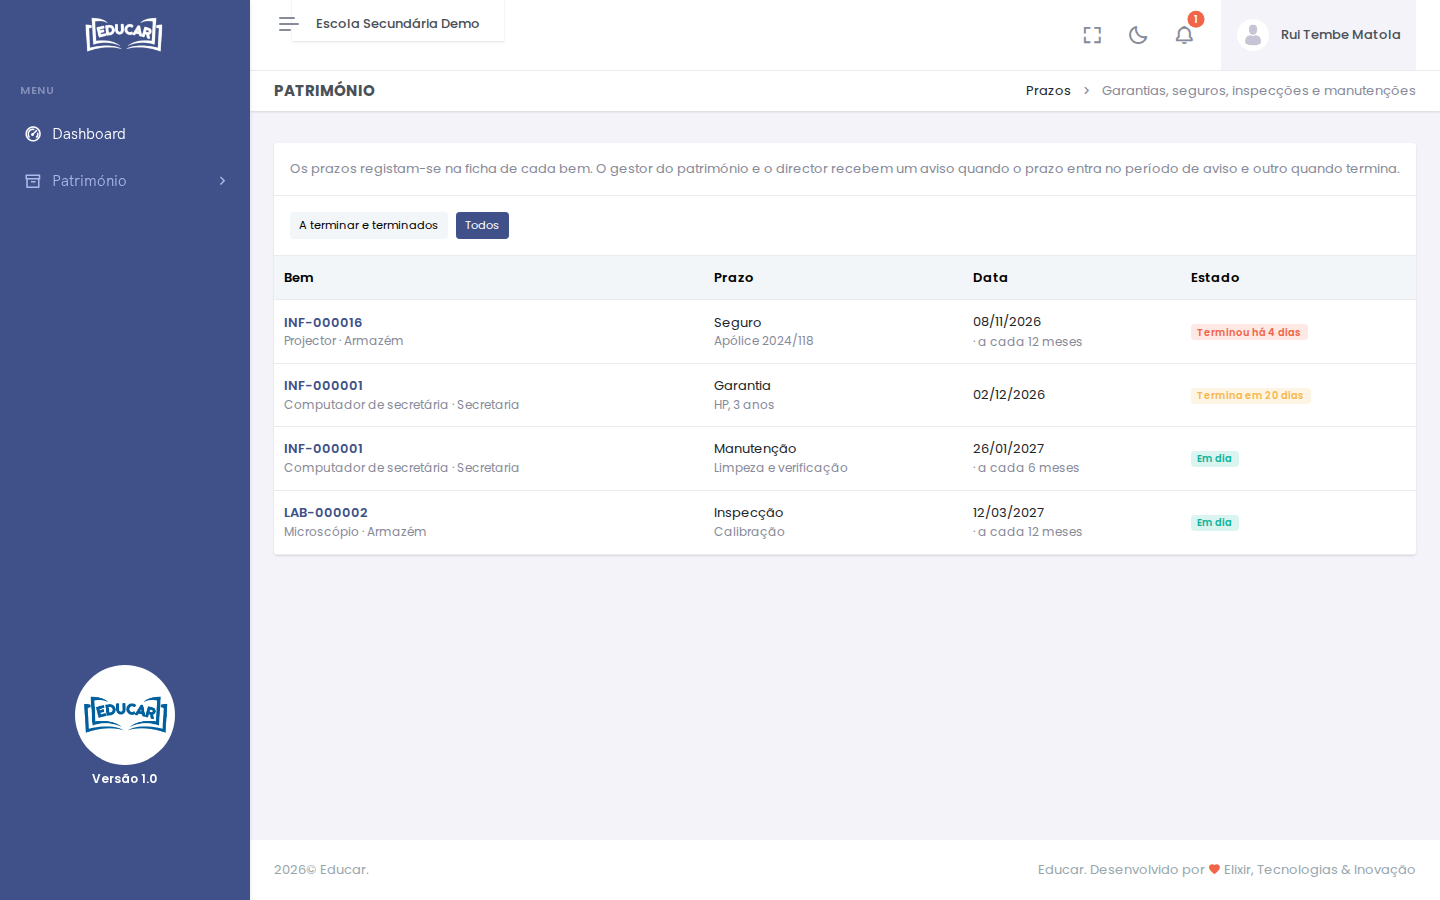 EDUCAR
Escola Secundária Demo
1
Rui Tembe Matola
MENU
Dashboard
Património
PATRIMÓNIO
Prazos > Garantias, seguros, inspecções e manutenções
Os prazos registam-se na ficha de cada bem. O gestor do património e o director recebem um aviso quando o prazo entra no período de aviso e outro quando termina.
A terminar e terminados Todos
Bem Prazo Data Estado
INF-000016 Seguro 08/11/2026 Terminou há 4 dias
Projector · Armazém Apólice 2024/118 · a cada 12 meses
INF-000001 Garantia 02/12/2026 Termina em 20 dias
Computador de secretária · Secretaria HP, 3 anos
INF-000001 Manutenção 26/01/2027 Em dia
Computador de secretária · Secretaria Limpeza e verificação · a cada 6 meses
LAB-000002 Inspecção 12/03/2027 Em dia
Microscópio · Armazém Calibração · a cada 12 meses
EDUCAR
Versão 1.0
2026© Educar.
Educar. Desenvolvido por ❤ Elixir, Tecnologias & Inovação